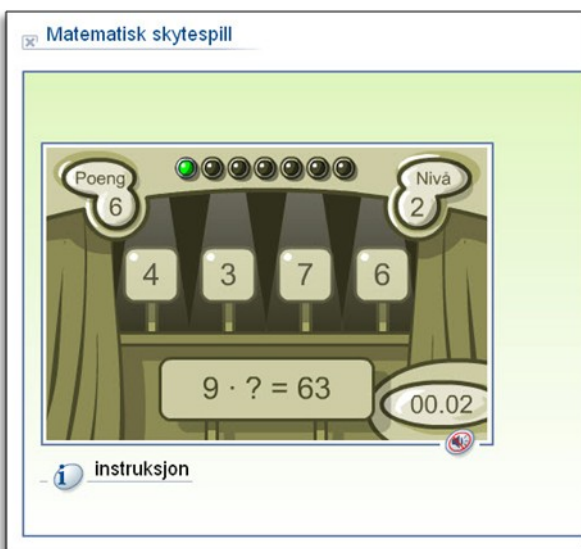 Matematisk skytespill
Poeng
6
Nivå
2
4 3 7 6
9 · ? = 63
00.02
i
instruksjon